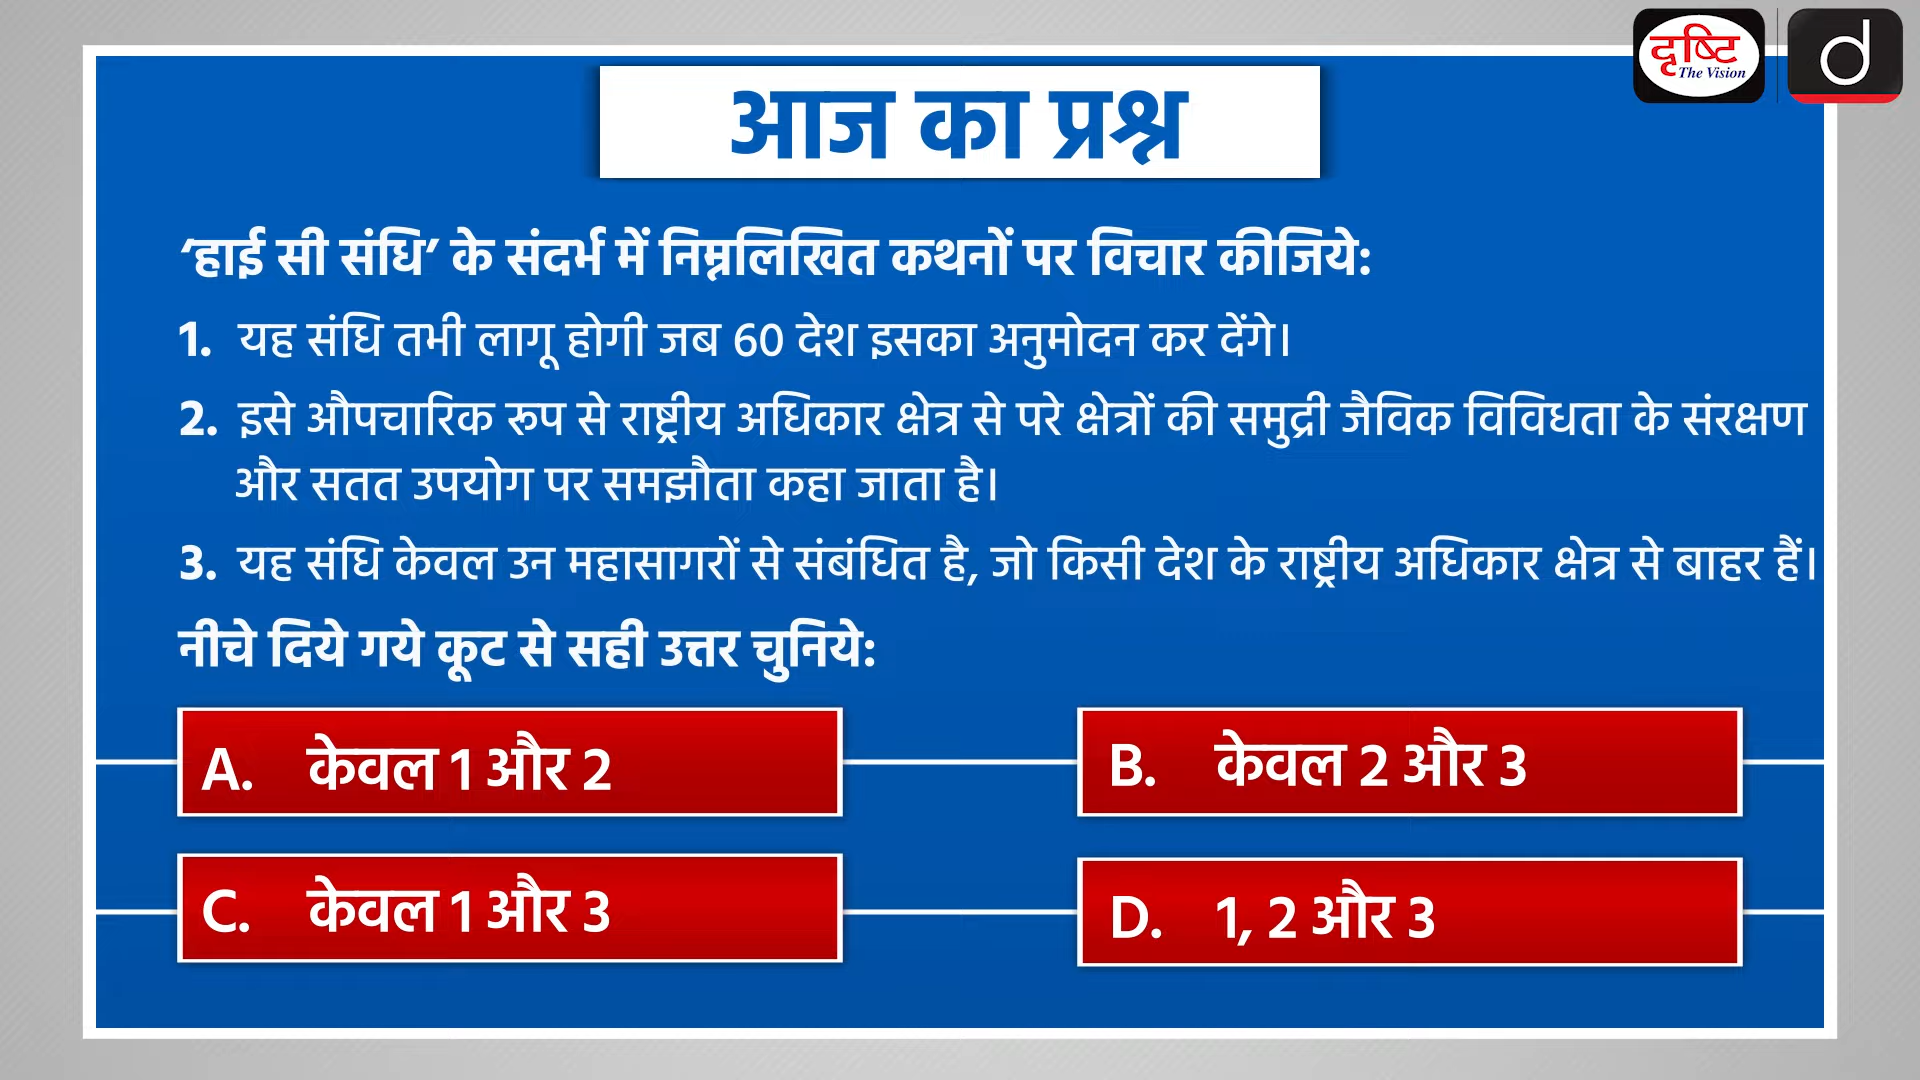 दृष्टि
The Vision
d
आज का प्रश्न
‘हाई सी संधि’ के संदर्भ में निम्नलिखित कथनों पर विचार कीजिये:
1. यह संधि तभी लागू होगी जब 60 देश इसका अनुमोदन कर देंगे।
2. इसे औपचारिक रूप से राष्ट्रीय अधिकार क्षेत्र से परे क्षेत्रों की समुद्री जैविक विविधता के संरक्षण
और सतत उपयोग पर समझौता कहा जाता है।
3. यह संधि केवल उन महासागरों से संबंधित है, जो किसी देश के राष्ट्रीय अधिकार क्षेत्र से बाहर हैं।
नीचे दिये गये कूट से सही उत्तर चुनिये:
A. केवल 1 और 2
B. केवल 2 और 3
C. केवल 1 और 3
D. 1, 2 और 3